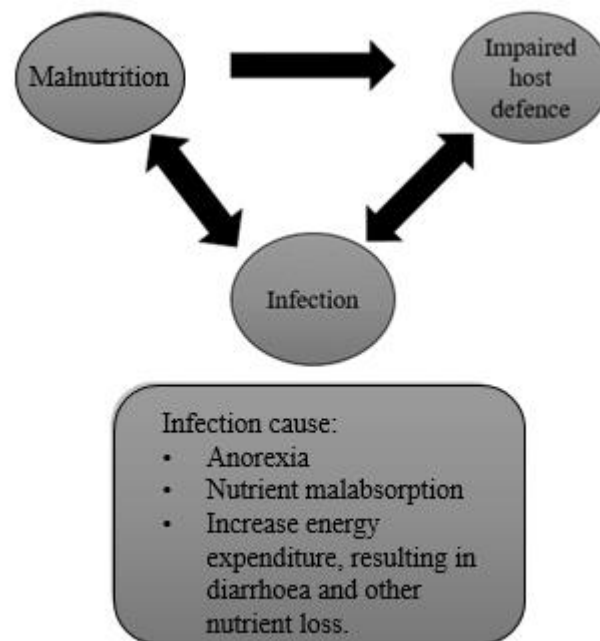 Malnutrition
Impaired
host
defence
Infection
Infection cause:
• Anorexia
• Nutrient malabsorption
• Increase energy
expenditure, resulting in
diarrhoea and other
nutrient loss.